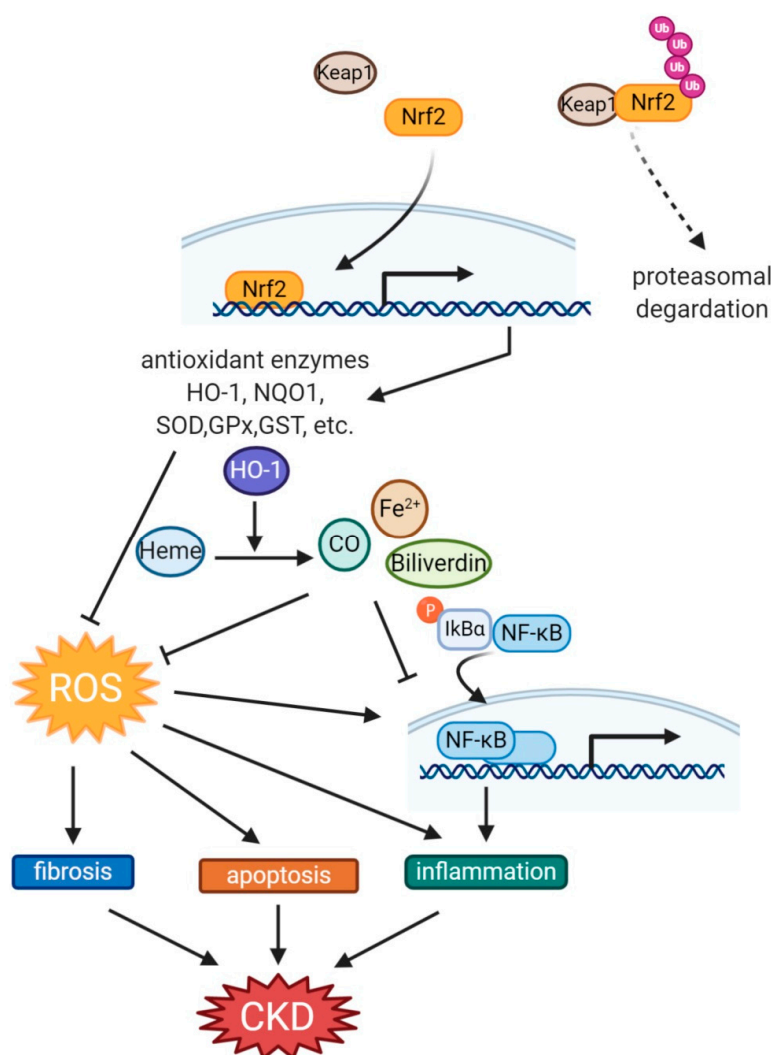 Ub
Ub
Ub
Ub
Keap1
Nrf2
Keap1
Nrf2
Nrf2
proteasomal
degardation
antioxidant enzymes
HO-1, NQO1,
SOD,GPx,GST, etc.
HO-1
Fe²⁺
CO
Heme
Biliverdin
P
IkBα
NF-κB
ROS
NF-κB
fibrosis
apoptosis
inflammation
CKD